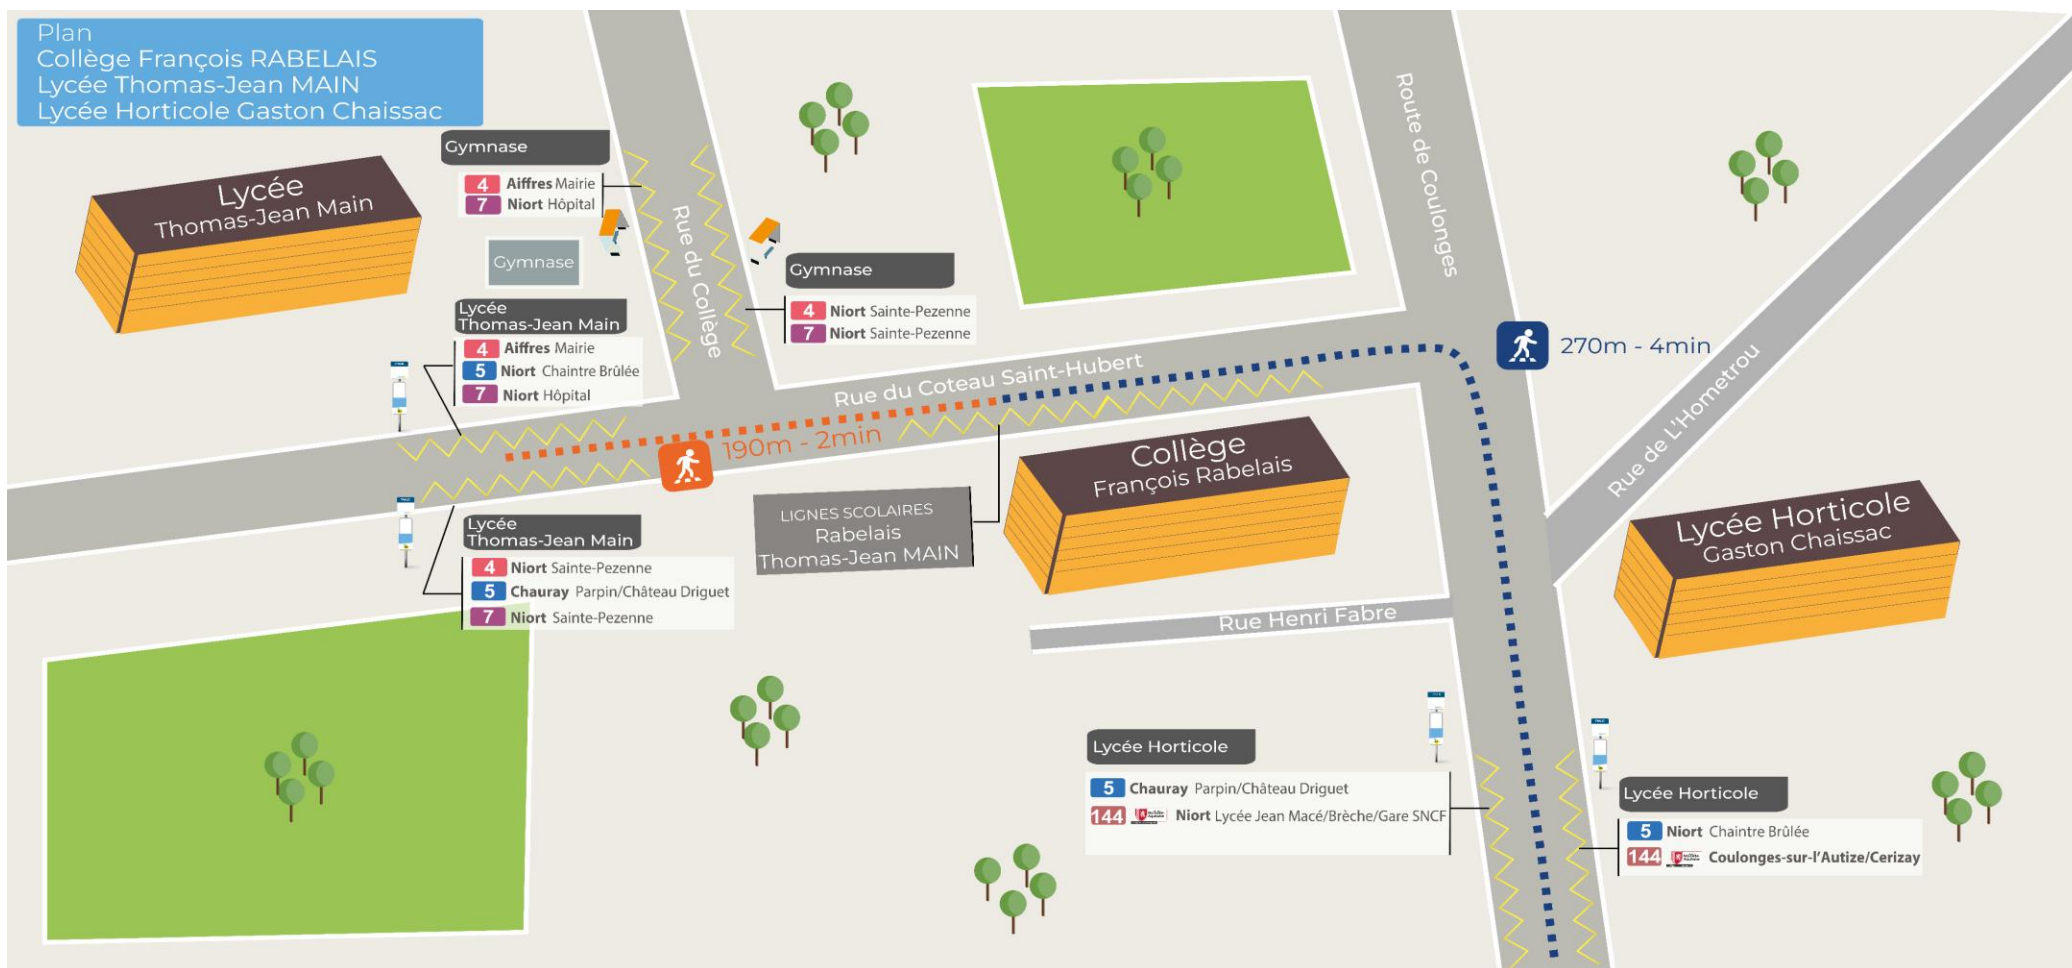 Plan
Collège François RABELAIS
Lycée Thomas-Jean MAIN
Lycée Horticole Gaston Chaissac
Lycée
Thomas-Jean Main
Gymnase
4 Aiffres Mairie
7 Niort Hôpital
Gymnase
Rue du Collège
Gymnase
4 Niort Sainte-Pezenne
7 Niort Sainte-Pezenne
Route de Coulonges
Lycée
Thomas-Jean Main
4 Aiffres Mairie
5 Niort Chaintre Brûlée
7 Niort Hôpital
Rue du Coteau Saint-Hubert
270m - 4min
190m - 2min
Rue de L'Hometrou
Collège
François Rabelais
LIGNES SCOLAIRES
Rabelais
Thomas-Jean MAIN
Lycée Horticole
Gaston Chaissac
Lycée
Thomas-Jean Main
4 Niort Sainte-Pezenne
5 Chauray Parpin/Château Driguet
7 Niort Sainte-Pezenne
Rue Henri Fabre
Lycée Horticole
5 Chauray Parpin/Château Driguet
144 Niort Lycée Jean Macé/Brèche/Gare SNCF
Lycée Horticole
5 Niort Chaintre Brûlée
144 Coulonges-sur-l'Autize/Cerizay